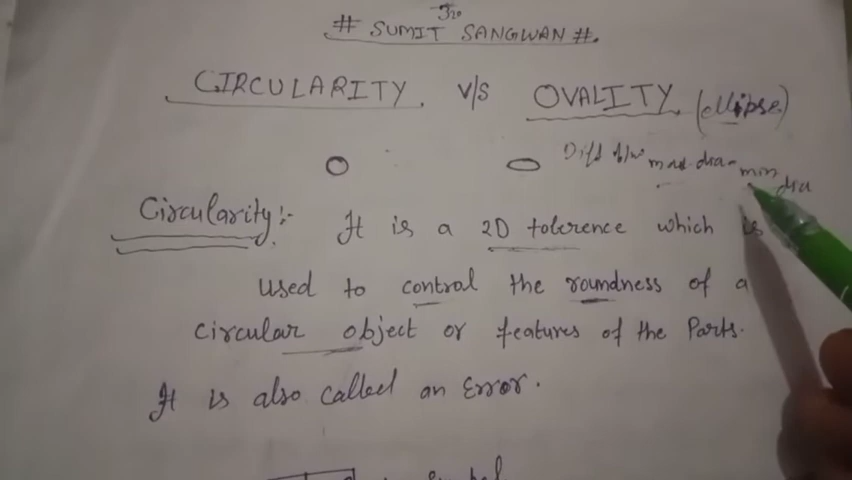 # SUMIT SANGWAN #.
CIRCULARITY. V/S OVALITY. (ellipse)
Diff b/w max dia - min dia
Circularity:- It is a 2D tolerence which is
used to control the roundness of a
circular object or features of the Parts.
It is also called an Error.